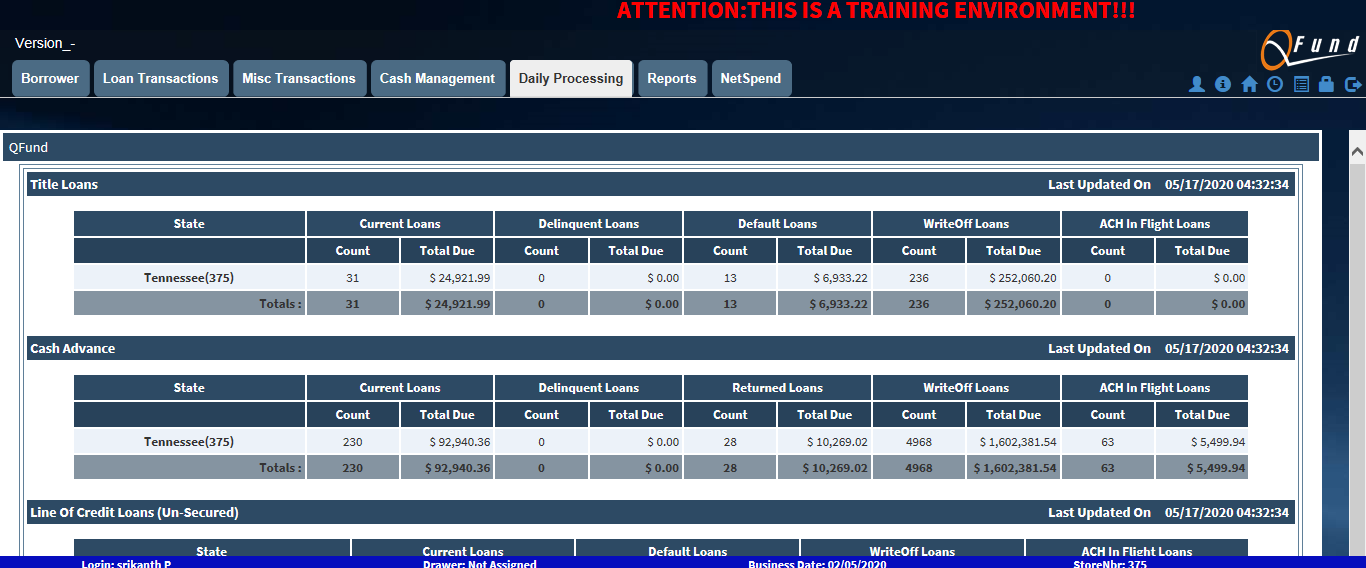 ATTENTION:THIS IS A TRAINING ENVIRONMENT!!!
Version_-
QFund
Borrower Loan Transactions Misc Transactions Cash Management Daily Processing Reports NetSpend
QFund
Title Loans Last Updated On 05/17/2020 04:32:34
State Current Loans Delinquent Loans Default Loans WriteOff Loans ACH In Flight Loans
Count Total Due Count Total Due Count Total Due Count Total Due Count Total Due
Tennessee(375) 31 $ 24,921.99 0 $ 0.00 13 $ 6,933.22 236 $ 252,060.20 0 $ 0.00
Totals : 31 $ 24,921.99 0 $ 0.00 13 $ 6,933.22 236 $ 252,060.20 0 $ 0.00
Cash Advance Last Updated On 05/17/2020 04:32:34
State Current Loans Delinquent Loans Returned Loans WriteOff Loans ACH In Flight Loans
Count Total Due Count Total Due Count Total Due Count Total Due Count Total Due
Tennessee(375) 230 $ 92,940.36 0 $ 0.00 28 $ 10,269.02 4968 $ 1,602,381.54 63 $ 5,499.94
Totals : 230 $ 92,940.36 0 $ 0.00 28 $ 10,269.02 4968 $ 1,602,381.54 63 $ 5,499.94
Line Of Credit Loans (Un-Secured) Last Updated On 05/17/2020 04:32:34
State Current Loans Default Loans WriteOff Loans ACH In Flight Loans
Login: srikanth P Drawer: Not Assigned Business Date: 02/05/2020 StoreNbr: 375